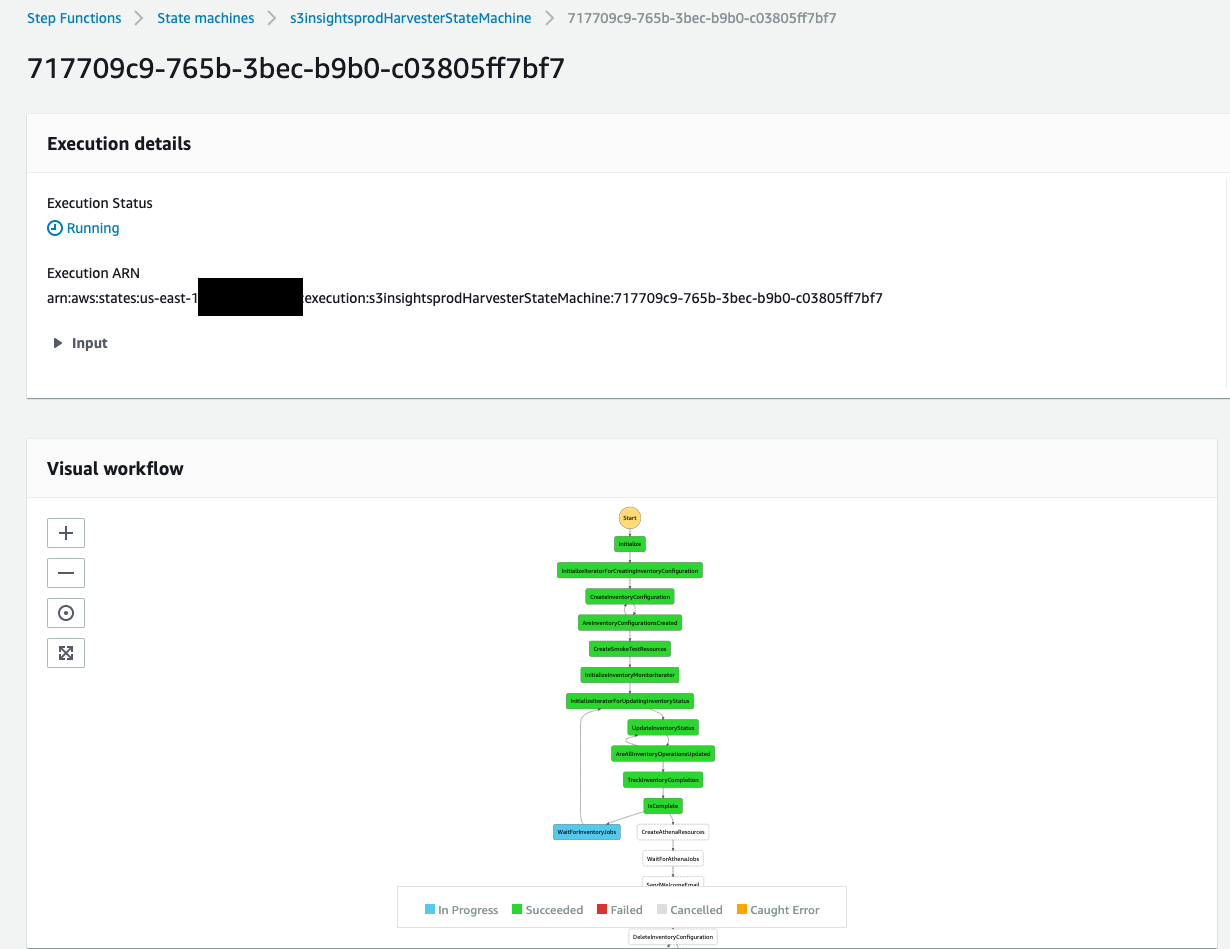 Step Functions > State machines > s3insightsprodHarvesterStateMachine > 717709c9-765b-3bec-b9b0-c03805ff7bf7
717709c9-765b-3bec-b9b0-c03805ff7bf7
Execution details
Execution Status
Running
Execution ARN
arn:aws:states:us-east-1 :execution:s3insightsprodHarvesterStateMachine:717709c9-765b-3bec-b9b0-c03805ff7bf7
Input
Visual workflow
Start
Initialize
InitializeIteratorForCreatingInventoryConfiguration
CreateInventoryConfiguration
AreInventoryConfigurationsCreated
CreateSmokeTestResources
InitializeInventoryMonitorIterator
InitializeIteratorForUpdatingInventoryStatus
UpdateInventoryStatus
AreAllInventoryOperationsUpdated
TrackInventoryCompletion
IsComplete
WaitForInventoryJobs CreateAthenaResources
WaitForAthenaJobs
SendWelcomeEmail
In Progress Succeeded Failed Cancelled Caught Error
DeleteInventoryConfiguration